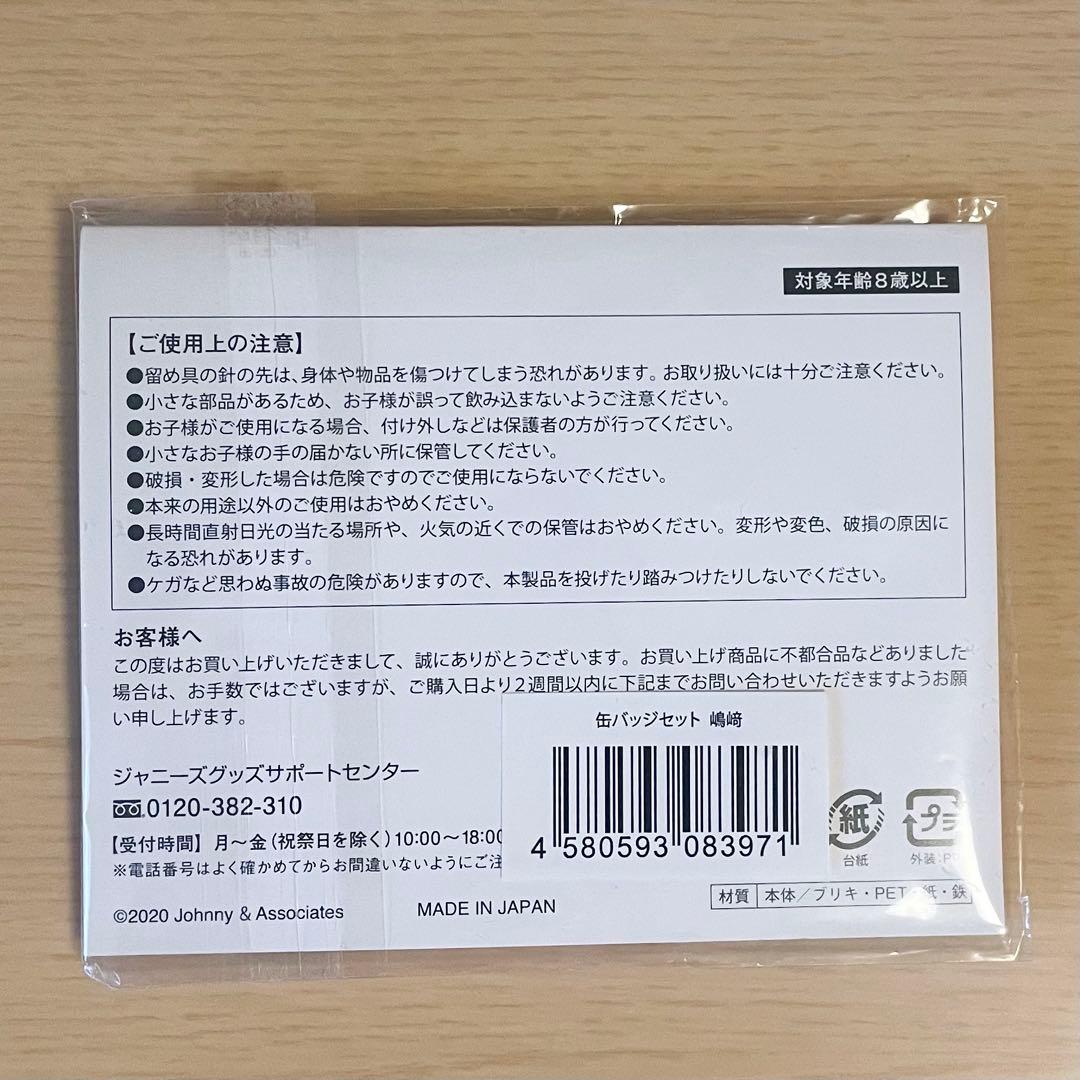 対象年齢8歳以上
【ご使用上の注意】
●留め具の針の先は、身体や物品を傷つけてしまう恐れがあります。お取り扱いには十分ご注意ください。
●小さな部品があるため、お子様が誤って飲み込まないようご注意ください。
●お子様がご使用になる場合、付け外しなどは保護者の方が行ってください。
●小さなお子様の手の届かない所に保管してください。
●破損・変形した場合は危険ですのでご使用にならないでください。
●本来の用途以外のご使用はおやめください。
●長時間直射日光の当たる場所や、火気の近くでの保管はおやめください。変形や変色、破損の原因に
なる恐れがあります。
●ケガなど思わぬ事故の危険がありますので、本製品を投げたり踏みつけたりしないでください。
お客様へ
この度はお買い上げいただきまして、誠にありがとうございます。お買い上げ商品に不都合品などありました
場合は、お手数ではございますが、ご購入日より2週間以内に下記までお問い合わせいただきますようお願
い申し上げます。
缶バッジセット 嶋﨑
4 580593 083971
ジャニーズグッズサポートセンター
0120-382-310
【受付時間】月〜金(祝祭日を除く)10:00〜18:00
※電話番号はよく確かめてからお間違いないようにご注
紙
台紙
プラ
外装:PP
材質 本体/ブリキ・PET・紙・鉄
©2020 Johnny & Associates
MADE IN JAPAN